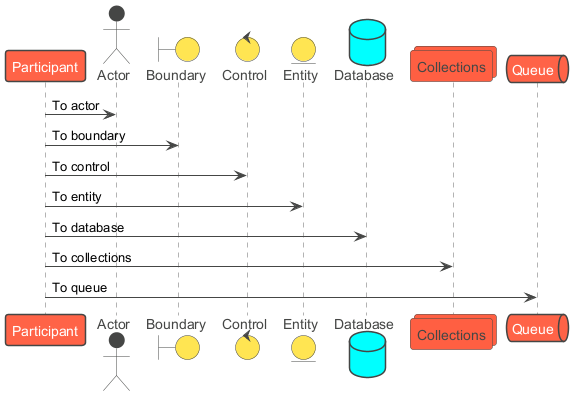 Participant
Actor
Boundary
Control
Entity
Database
Collections
Queue
To actor
To boundary
To control
To entity
To database
To collections
To queue
Participant
Actor
Boundary
Control
Entity
Database
Collections
Queue